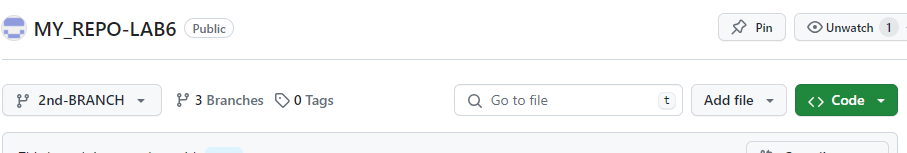 MY_REPO-LAB6 Public Pin Unwatch 1
2nd-BRANCH 3 Branches 0 Tags Go to file t Add file Code